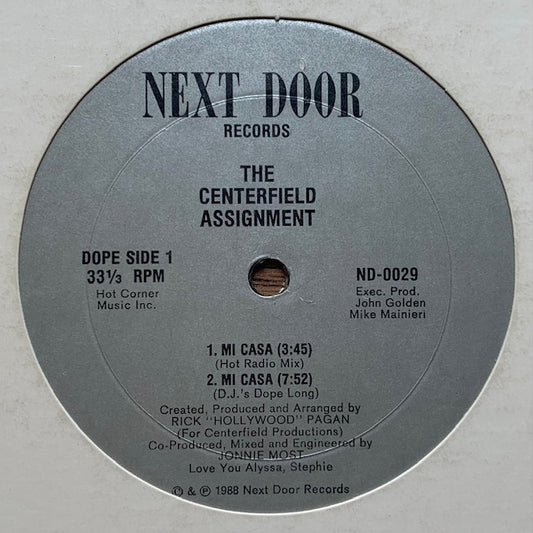 NEXT DOOR
RECORDS
THE
CENTERFIELD
ASSIGNMENT
DOPE SIDE 1
33⅓ RPM
Hot Corner
Music Inc.
ND-0029
Exec. Prod.
John Golden
Mike Mainieri
1. MI CASA (3:45)
(Hot Radio Mix)
2. MI CASA (7:52)
(D.J.'s Dope Long)
Created, Produced and Arranged by
RICK "HOLLYWOOD" PAGAN
(For Centerfield Productions)
Co-Produced, Mixed and Engineered by
JONNIE MOST
Love You Alyssa, Stephie
© & ℗ 1988 Next Door Records